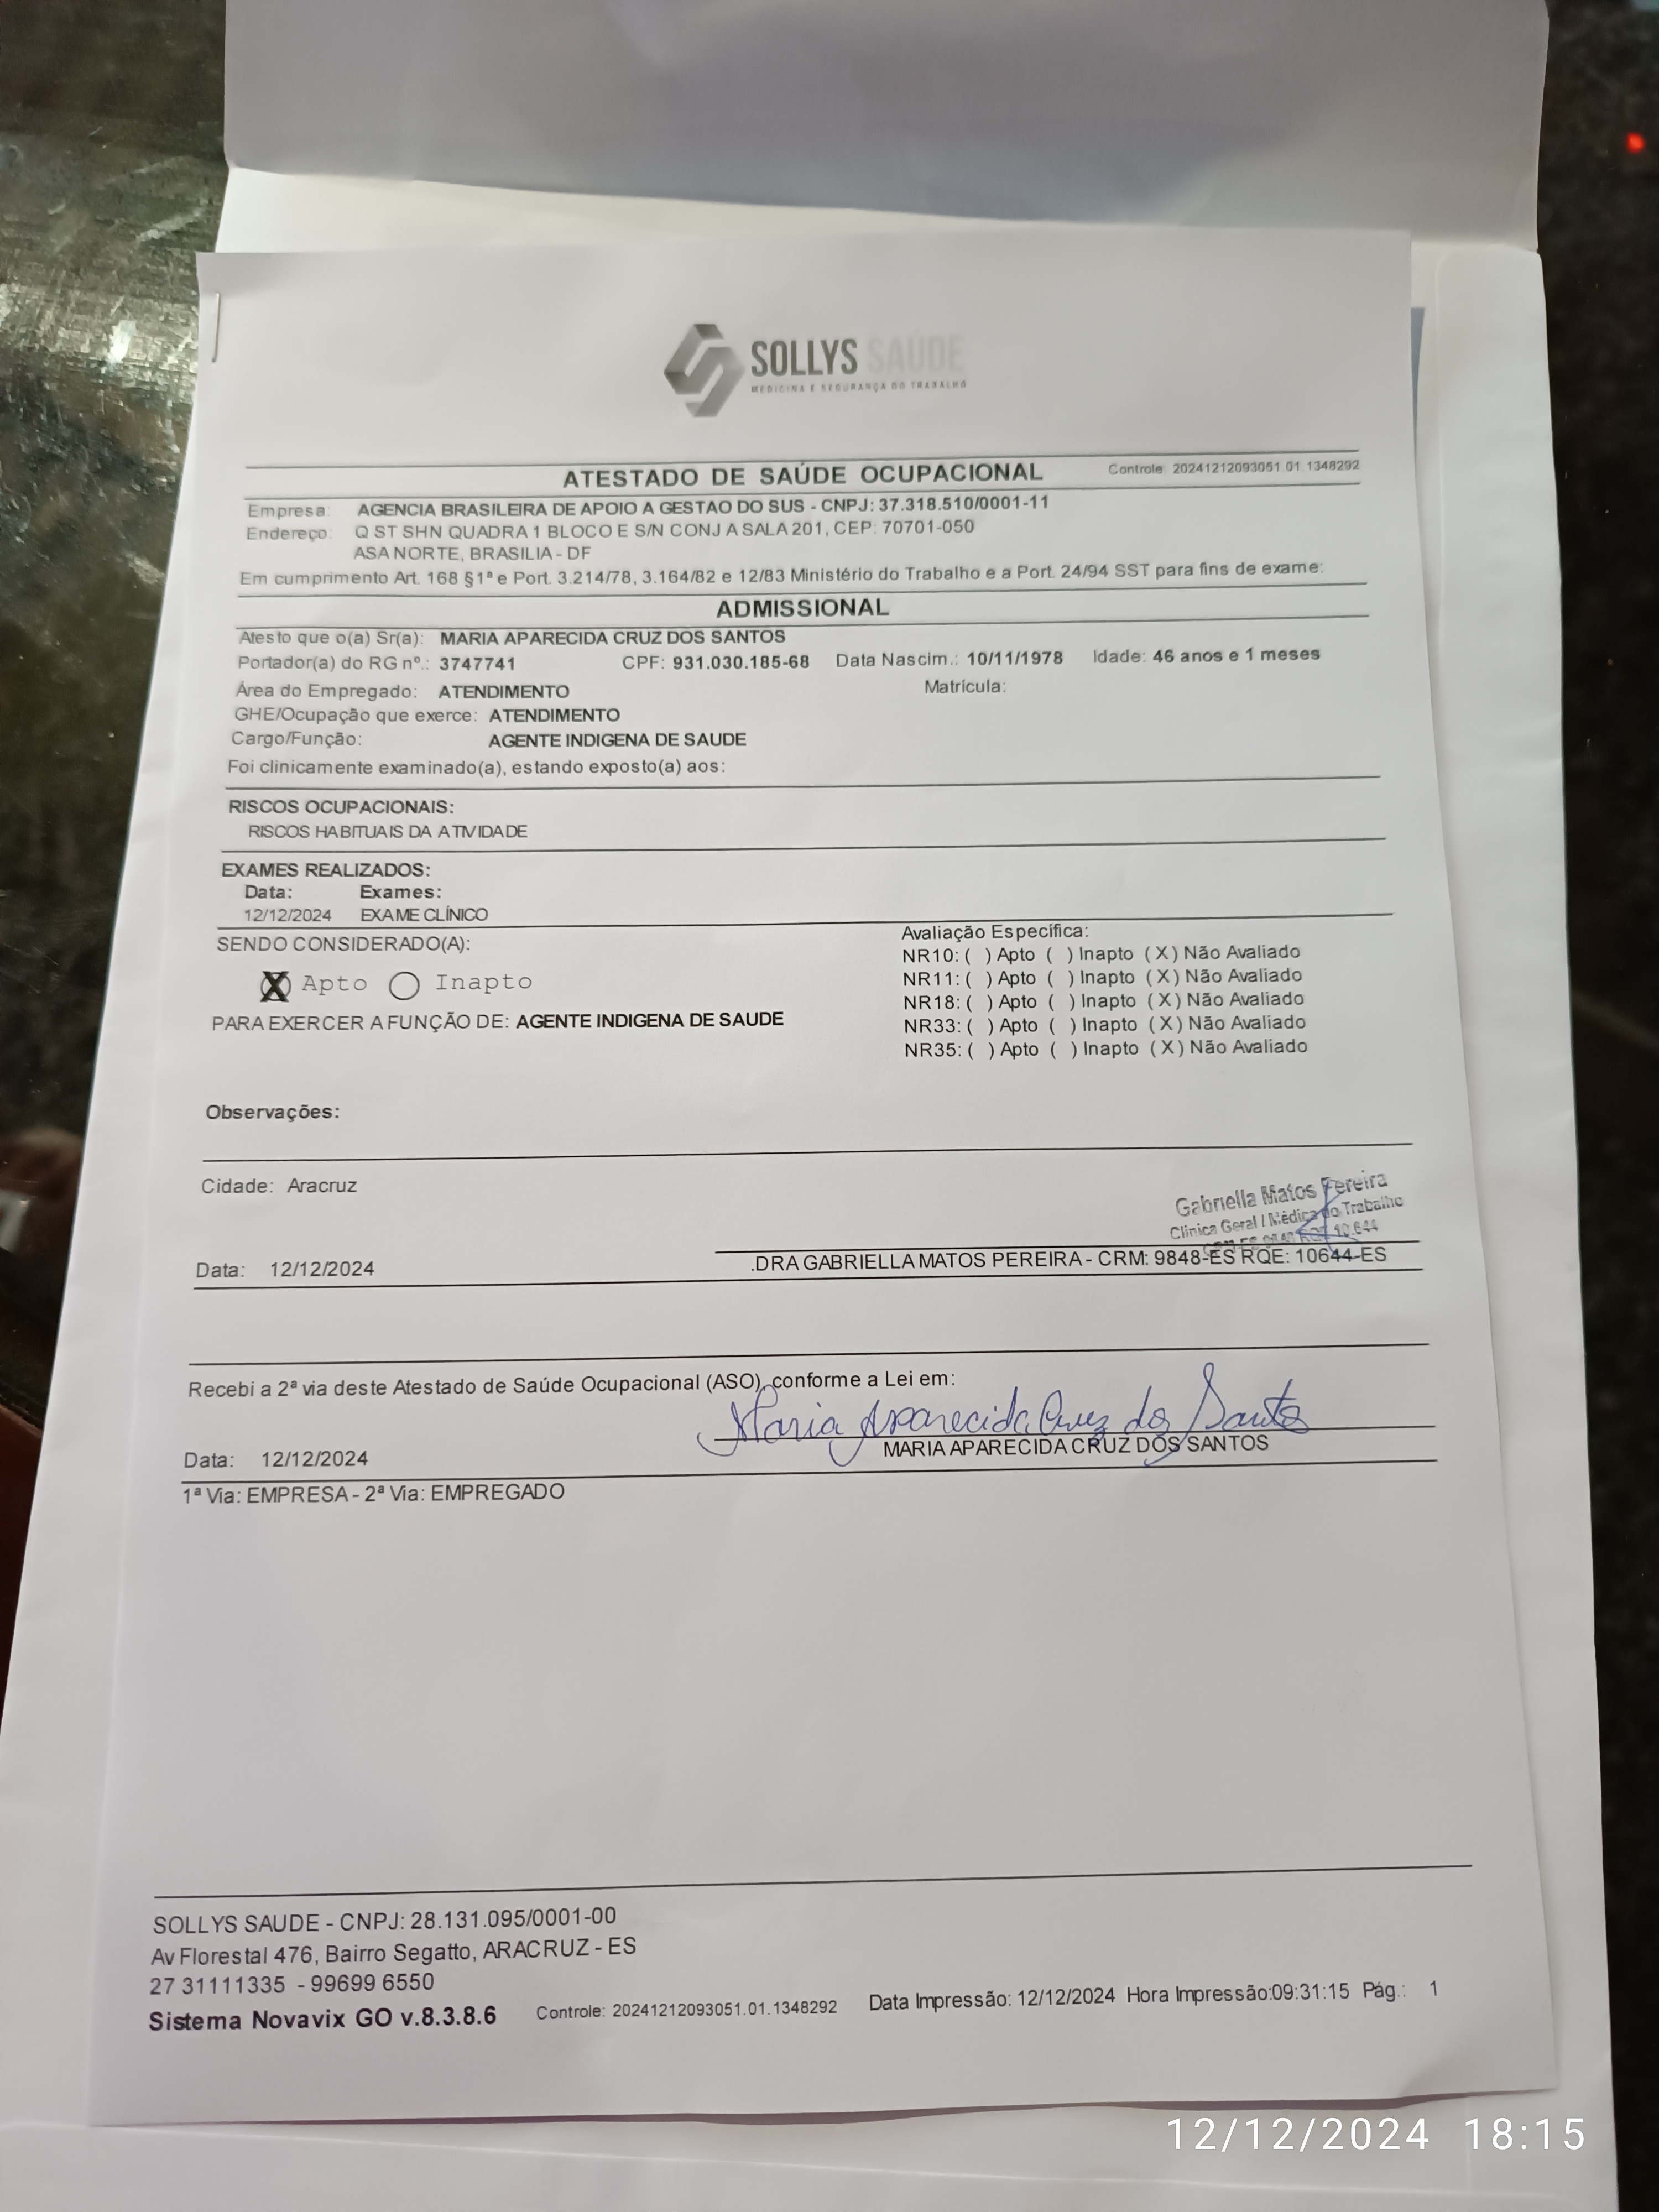 SOLLYS SAÚDE
MEDICINA E SEGURANÇA DO TRABALHO
ATESTADO DE SAÚDE OCUPACIONAL
Controle: 20241212093051.01.1348292
Empresa: AGENCIA BRASILEIRA DE APOIO A GESTAO DO SUS - CNPJ: 37.318.510/0001-11
Endereço: Q ST SHN QUADRA 1 BLOCO E S/N CONJ A SALA 201, CEP: 70701-050
ASA NORTE, BRASILIA - DF
Em cumprimento Art. 168 §1ª e Port. 3.214/78, 3.164/82 e 12/83 Ministério do Trabalho e a Port. 24/94 SST para fins de exame:
ADMISSIONAL
Atesto que o(a) Sr(a): MARIA APARECIDA CRUZ DOS SANTOS
Portador(a) do RG nº.: 3747741 CPF: 931.030.185-68 Data Nascim.: 10/11/1978 Idade: 46 anos e 1 meses
Área do Empregado: ATENDIMENTO Matrícula:
GHE/Ocupação que exerce: ATENDIMENTO
Cargo/Função: AGENTE INDIGENA DE SAUDE
Foi clinicamente examinado(a), estando exposto(a) aos:
RISCOS OCUPACIONAIS:
RISCOS HABITUAIS DA ATIVIDADE
EXAMES REALIZADOS:
Data: Exames:
12/12/2024 EXAME CLÍNICO
SENDO CONSIDERADO(A):
X Apto Inapto
PARA EXERCER A FUNÇÃO DE: AGENTE INDIGENA DE SAUDE
Avaliação Específica:
NR10: ( ) Apto ( ) Inapto (X) Não Avaliado
NR11: ( ) Apto ( ) Inapto (X) Não Avaliado
NR18: ( ) Apto ( ) Inapto (X) Não Avaliado
NR33: ( ) Apto ( ) Inapto (X) Não Avaliado
NR35: ( ) Apto ( ) Inapto (X) Não Avaliado
Observações:
Cidade: Aracruz
Gabriella Matos Pereira
Clínica Geral / Médica do Trabalho
10.644
.DRA GABRIELLA MATOS PEREIRA - CRM: 9848-ES RQE: 10644-ES
Data: 12/12/2024
Recebi a 2ª via deste Atestado de Saúde Ocupacional (ASO), conforme a Lei em:
Maria Aparecida Cruz dos Santos
MARIA APARECIDA CRUZ DOS SANTOS
Data: 12/12/2024
1ª Via: EMPRESA - 2ª Via: EMPREGADO
SOLLYS SAUDE - CNPJ: 28.131.095/0001-00
Av Florestal 476, Bairro Segatto, ARACRUZ - ES
27 31111335 - 99699 6550
Sistema Novavix GO v.8.3.8.6 Controle: 20241212093051.01.1348292 Data Impressão: 12/12/2024 Hora Impressão:09:31:15 Pág.: 1
12/12/2024 18:15